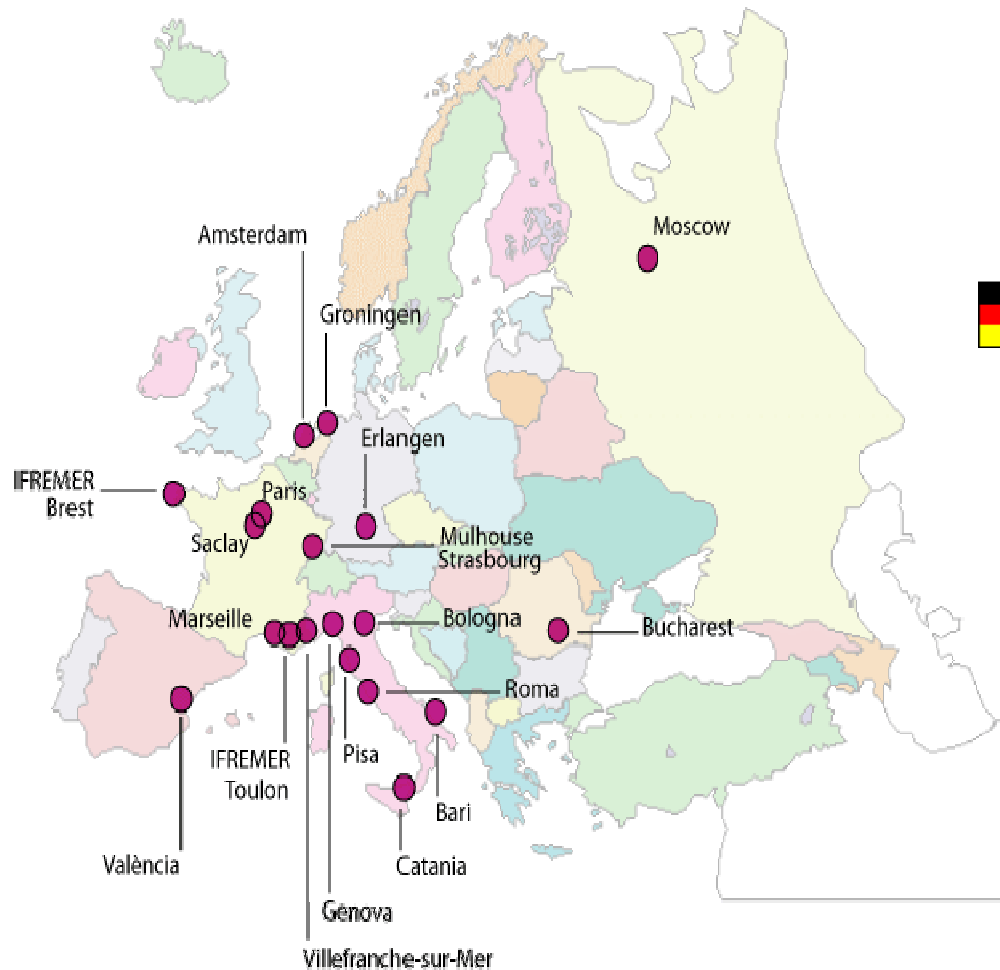 Moscow
Amsterdam
Groningen
Erlangen
IFREMER
Brest
Paris
Saclay
Mulhouse
Strasbourg
Marseille
Bologna
Bucharest
Roma
IFREMER
Toulon
Pisa
Bari
València
Catania
Genova
Villefranche-sur-Mer